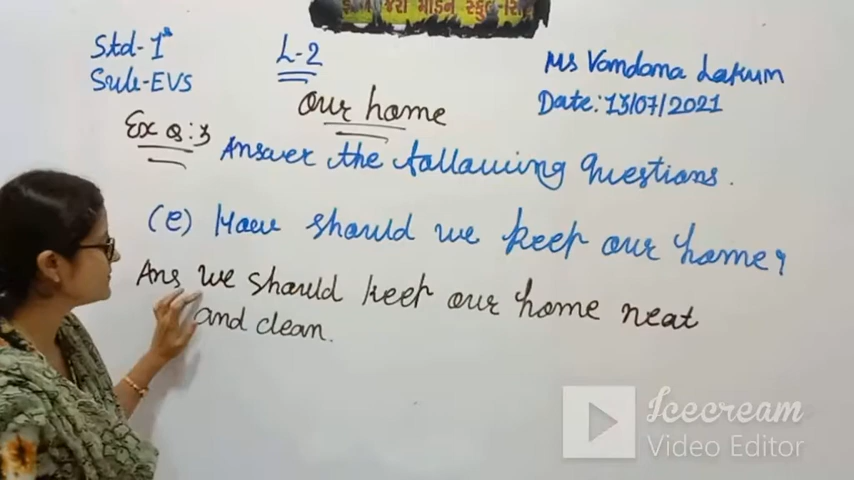 જરા મોડન સ્કુલ-સિ
Std-1st
Sub-EVS
L-2
Our home
Ms Vandana Lakum
Date: 13/07/2021
Ex Q:3
Answer the following Questions.
(e) How should we keep our home?
Ans We should keep our home neat
and clean.
Icecream
Video Editor